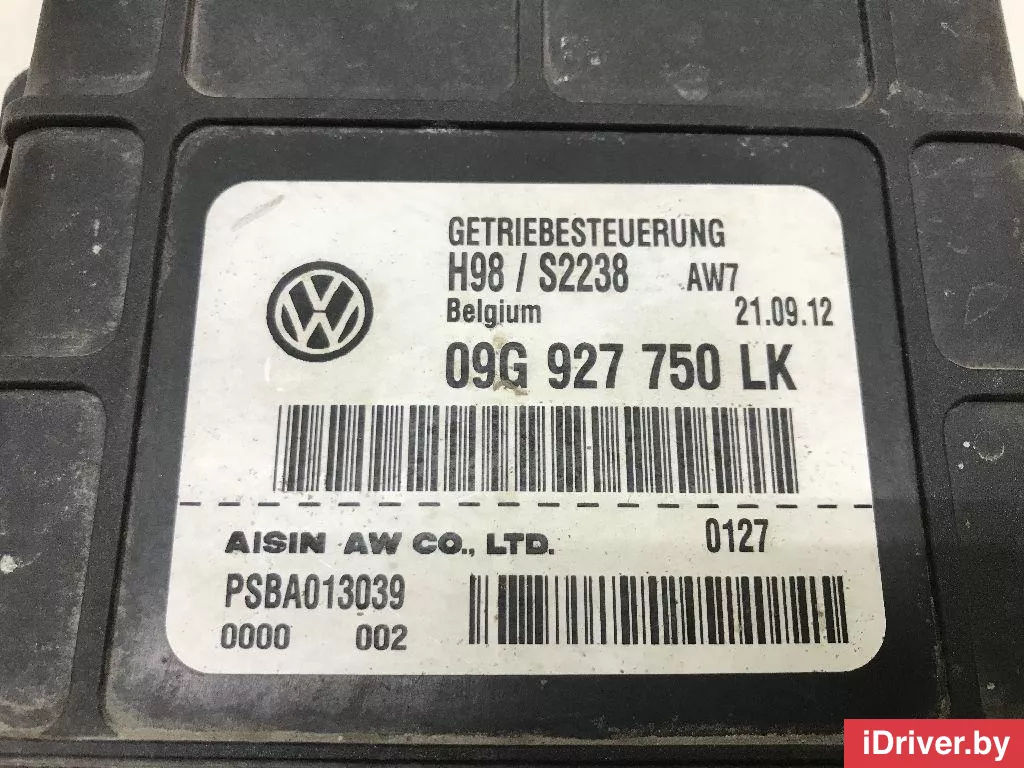 GETRIEBESTEUERUNG
H98 / S2238 AW7
Belgium 21.09.12
09G 927 750 LK
AISIN AW CO., LTD. 0127
PSBA013039
0000 002
iDriver.by